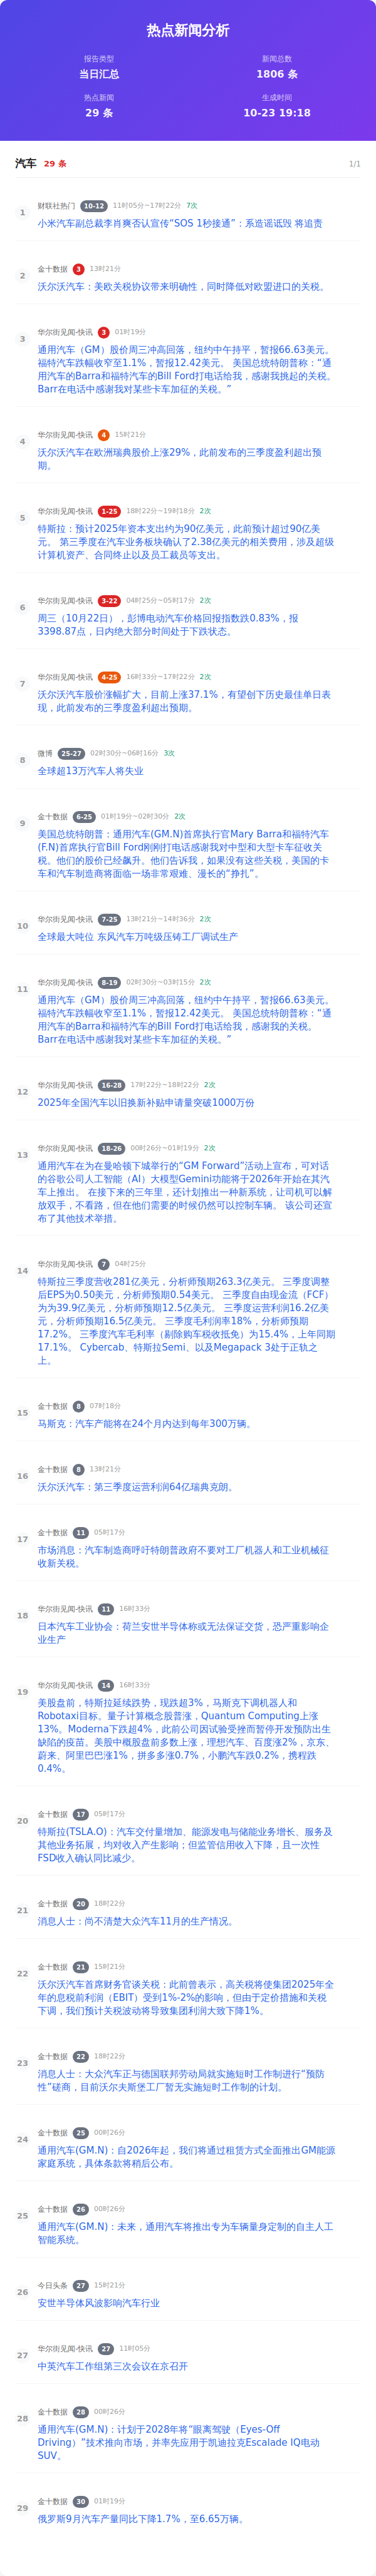 热点新闻分析
报告类型
当日汇总
新闻总数
1806 条
热点新闻
29 条
生成时间
10-23 19:18
汽车 29 条 1/1
1
财联社热门 10-12 11时05分~17时22分 7次
小米汽车副总裁李肖爽否认宣传“SOS 1秒接通”：系造谣诋毁 将追责
2
金十数据 3 13时21分
沃尔沃汽车：美欧关税协议带来明确性，同时降低对欧盟进口的关税。
3
华尔街见闻-快讯 3 01时19分
通用汽车（GM）股价周三冲高回落，纽约中午持平，暂报66.63美元。
福特汽车跌幅收窄至1.1%，暂报12.42美元。 美国总统特朗普称：“通
用汽车的Barra和福特汽车的Bill Ford打电话给我，感谢我挑起的关税。
Barr在电话中感谢我对某些卡车加征的关税。”
4
华尔街见闻-快讯 4 15时21分
沃尔沃汽车在欧洲瑞典股价上涨29%，此前发布的三季度盈利超出预
期。
5
华尔街见闻-快讯 1-25 18时22分~19时18分 2次
特斯拉：预计2025年资本支出约为90亿美元，此前预计超过90亿美
元。 第三季度在汽车业务板块确认了2.38亿美元的相关费用，涉及超级
计算机资产、合同终止以及员工裁员等支出。
6
华尔街见闻-快讯 3-22 04时25分~05时17分 2次
周三（10月22日），彭博电动汽车价格回报指数跌0.83%，报
3398.87点，日内绝大部分时间处于下跌状态。
7
华尔街见闻-快讯 4-25 16时33分~17时22分 2次
沃尔沃汽车股价涨幅扩大，目前上涨37.1%，有望创下历史最佳单日表
现，此前发布的三季度盈利超出预期。
8
微博 25-27 02时30分~06时16分 3次
全球超13万汽车人将失业
9
金十数据 6-25 01时19分~02时30分 2次
美国总统特朗普：通用汽车(GM.N)首席执行官Mary Barra和福特汽车
(F.N)首席执行官Bill Ford刚刚打电话感谢我对中型和大型卡车征收关
税。他们的股价已经飙升。他们告诉我，如果没有这些关税，美国的卡
车和汽车制造商将面临一场非常艰难、漫长的“挣扎”。
10
华尔街见闻-快讯 7-25 13时21分~14时36分 2次
全球最大吨位 东风汽车万吨级压铸工厂调试生产
11
华尔街见闻-快讯 8-19 02时30分~03时15分 2次
通用汽车（GM）股价周三冲高回落，纽约中午持平，暂报66.63美元。
福特汽车跌幅收窄至1.1%，暂报12.42美元。 美国总统特朗普称：“通
用汽车的Barra和福特汽车的Bill Ford打电话给我，感谢我的关税。
Barr在电话中感谢我对某些卡车加征的关税。”
12
华尔街见闻-快讯 16-28 17时22分~18时22分 2次
2025年全国汽车以旧换新补贴申请量突破1000万份
13
华尔街见闻-快讯 18-26 00时26分~01时19分 2次
通用汽车在为在曼哈顿下城举行的“GM Forward”活动上宣布，可对话
的谷歌公司人工智能（AI）大模型Gemini功能将于2026年开始在其汽
车上推出。 在接下来的三年里，还计划推出一种新系统，让司机可以解
放双手，不看路，但在他们需要的时候仍然可以控制车辆。 该公司还宣
布了其他技术举措。
14
华尔街见闻-快讯 7 04时25分
特斯拉三季度营收281亿美元，分析师预期263.3亿美元。 三季度调整
后EPS为0.50美元，分析师预期0.54美元。 三季度自由现金流（FCF）
为为39.9亿美元，分析师预期12.5亿美元。 三季度运营利润16.2亿美
元，分析师预期16.5亿美元。 三季度毛利润率18%，分析师预期
17.2%。 三季度汽车毛利率（剔除购车税收抵免）为15.4%，上年同期
17.1%。 Cybercab、特斯拉Semi、以及Megapack 3处于正轨之
上。
15
金十数据 8 07时18分
马斯克：汽车产能将在24个月内达到每年300万辆。
16
金十数据 8 13时21分
沃尔沃汽车：第三季度运营利润64亿瑞典克朗。
17
金十数据 11 05时17分
市场消息：汽车制造商呼吁特朗普政府不要对工厂机器人和工业机械征
收新关税。
18
华尔街见闻-快讯 11 16时33分
日本汽车工业协会：荷兰安世半导体称或无法保证交货，恐严重影响企
业生产
19
华尔街见闻-快讯 14 16时33分
美股盘前，特斯拉延续跌势，现跌超3%，马斯克下调机器人和
Robotaxi目标。量子计算概念股普涨，Quantum Computing上涨
13%。Moderna下跌超4%，此前公司因试验受挫而暂停开发预防出生
缺陷的疫苗。美股中概股盘前多数上涨，理想汽车、百度涨2%，京东、
蔚来、阿里巴巴涨1%，拼多多涨0.7%，小鹏汽车跌0.2%，携程跌
0.4%。
20
金十数据 17 05时17分
特斯拉(TSLA.O)：汽车交付量增加、能源发电与储能业务增长、服务及
其他业务拓展，均对收入产生影响；但监管信用收入下降，且一次性
FSD收入确认同比减少。
21
金十数据 20 18时22分
消息人士：尚不清楚大众汽车11月的生产情况。
22
金十数据 21 15时21分
沃尔沃汽车首席财务官谈关税：此前曾表示，高关税将使集团2025年全
年的息税前利润（EBIT）受到1%-2%的影响，但由于定价措施和关税
下调，我们预计关税波动将导致集团利润大致下降1%。
23
金十数据 22 18时22分
消息人士：大众汽车正与德国联邦劳动局就实施短时工作制进行“预防
性”磋商，目前沃尔夫斯堡工厂暂无实施短时工作制的计划。
24
金十数据 25 00时26分
通用汽车(GM.N)：自2026年起，我们将通过租赁方式全面推出GM能源
家庭系统，具体条款将稍后公布。
25
金十数据 26 00时26分
通用汽车(GM.N)：未来，通用汽车将推出专为车辆量身定制的自主人工
智能系统。
26
今日头条 27 15时21分
安世半导体风波影响汽车行业
27
华尔街见闻-快讯 27 11时05分
中英汽车工作组第三次会议在京召开
28
金十数据 28 00时26分
通用汽车(GM.N)：计划于2028年将“眼离驾驶（Eyes-Off
Driving）”技术推向市场，并率先应用于凯迪拉克Escalade IQ电动
SUV。
29
金十数据 30 01时19分
俄罗斯9月汽车产量同比下降1.7%，至6.65万辆。